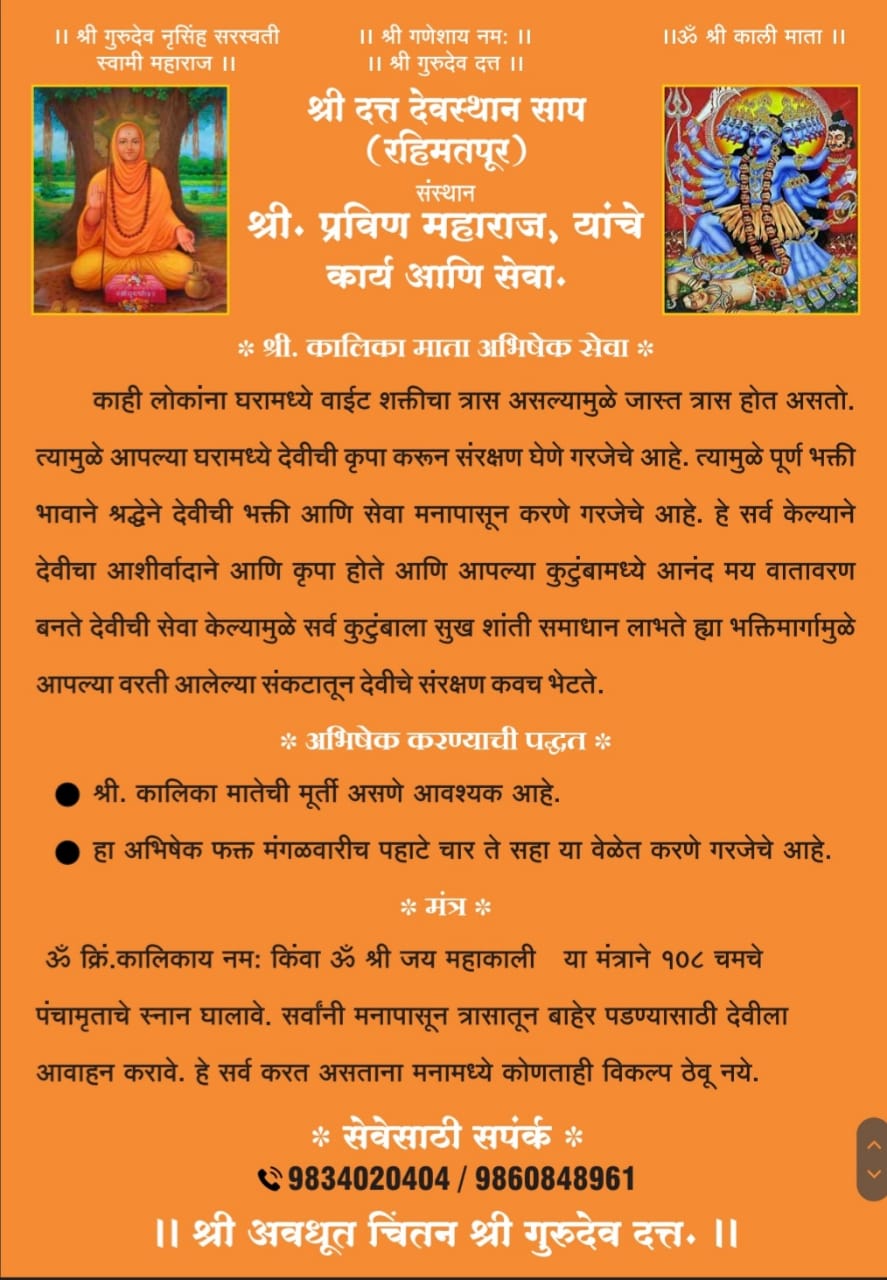 ।। श्री गुरुदेव नृसिंह सरस्वती
स्वामी महाराज ।।
।। श्री गणेशाय नम: ।।
।। श्री गुरुदेव दत्त ।।
।।ॐ श्री काली माता ।।
श्री दत्त देवस्थान साप
(रहिमतपूर)
संस्थान
श्री. प्रविण महाराज, यांचे
कार्य आणि सेवा.
* श्री. कालिका माता अभिषेक सेवा *
काही लोकांना घरामध्ये वाईट शक्तीचा त्रास असल्यामुळे जास्त त्रास होत असतो.
त्यामुळे आपल्या घरामध्ये देवीची कृपा करून संरक्षण घेणे गरजेचे आहे. त्यामुळे पूर्ण भक्ती
भावाने श्रद्धेने देवीची भक्ती आणि सेवा मनापासून करणे गरजेचे आहे. हे सर्व केल्याने
देवीचा आशीर्वादाने आणि कृपा होते आणि आपल्या कुटुंबामध्ये आनंद मय वातावरण
बनते देवीची सेवा केल्यामुळे सर्व कुटुंबाला सुख शांती समाधान लाभते ह्या भक्तिमार्गामुळे
आपल्या वरती आलेल्या संकटातून देवीचे संरक्षण कवच भेटते.
* अभिषेक करण्याची पद्धत *
● श्री. कालिका मातेची मूर्ती असणे आवश्यक आहे.
● हा अभिषेक फक्त मंगळवारीच पहाटे चार ते सहा या वेळेत करणे गरजेचे आहे.
* मंत्र *
ॐ क्रिं.कालिकाय नम: किंवा ॐ श्री जय महाकाली या मंत्राने १०८ चमचे
पंचामृताचे स्नान घालावे. सर्वांनी मनापासून त्रासातून बाहेर पडण्यासाठी देवीला
आवाहन करावे. हे सर्व करत असताना मनामध्ये कोणताही विकल्प ठेवू नये.
* सेवेसाठी सपंर्क *
9834020404 / 9860848961
।। श्री अवधूत चिंतन श्री गुरुदेव दत्त. ।।